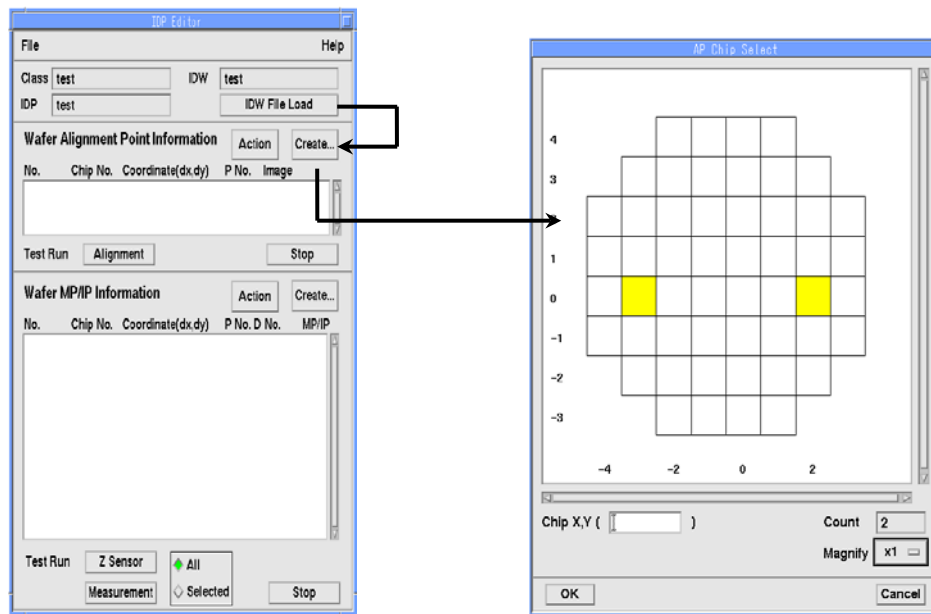 IDP Editor
File Help
Class test IDW test
IDP test IDW File Load
Wafer Alignment Point Information Action Create...
No. Chip No. Coordinate(dx,dy) P No. Image
Test Run Alignment Stop
Wafer MP/IP Information Action Create...
No. Chip No. Coordinate(dx,dy) P No. D No. MP/IP
Test Run Z Sensor All
Measurement Selected Stop
AP Chip Select
4
3
1
0
-1
-2
-3
-4 -2 0 2
Chip X,Y ( ) Count 2
Magnify x1
OK Cancel